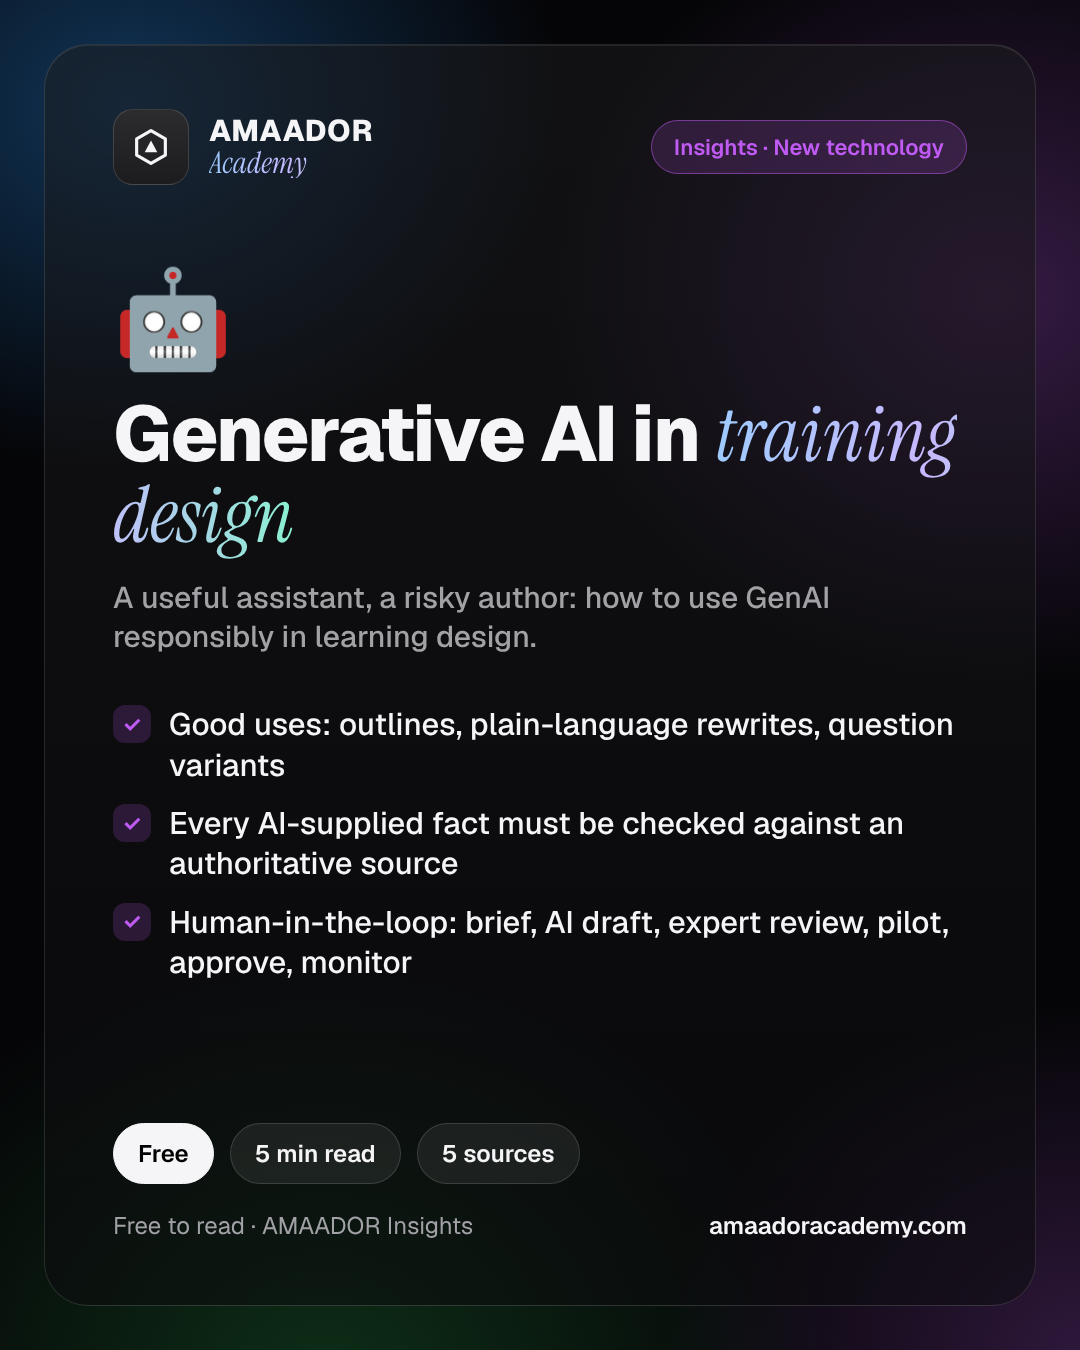 AMAADOR
Academy
Insights · New technology
Generative AI in training
design
A useful assistant, a risky author: how to use GenAI
responsibly in learning design.
Good uses: outlines, plain-language rewrites, question
variants
Every AI-supplied fact must be checked against an
authoritative source
Human-in-the-loop: brief, AI draft, expert review, pilot,
approve, monitor
Free
5 min read
5 sources
Free to read · AMAADOR Insights
amaadoracademy.com